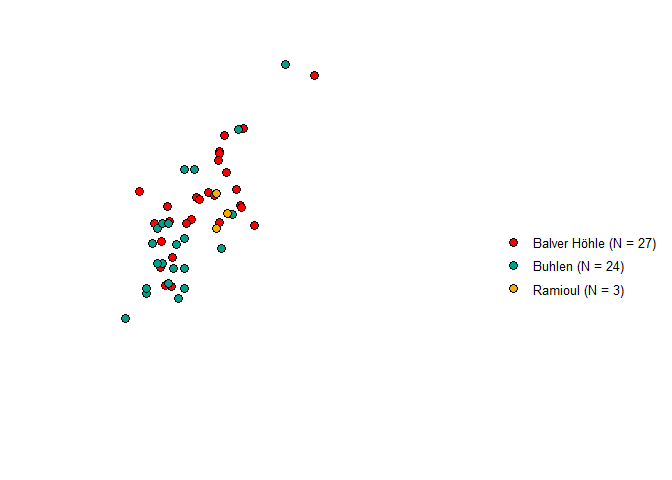 Balver Höhle (N = 27)
Buhlen (N = 24)
Ramioul (N = 3)